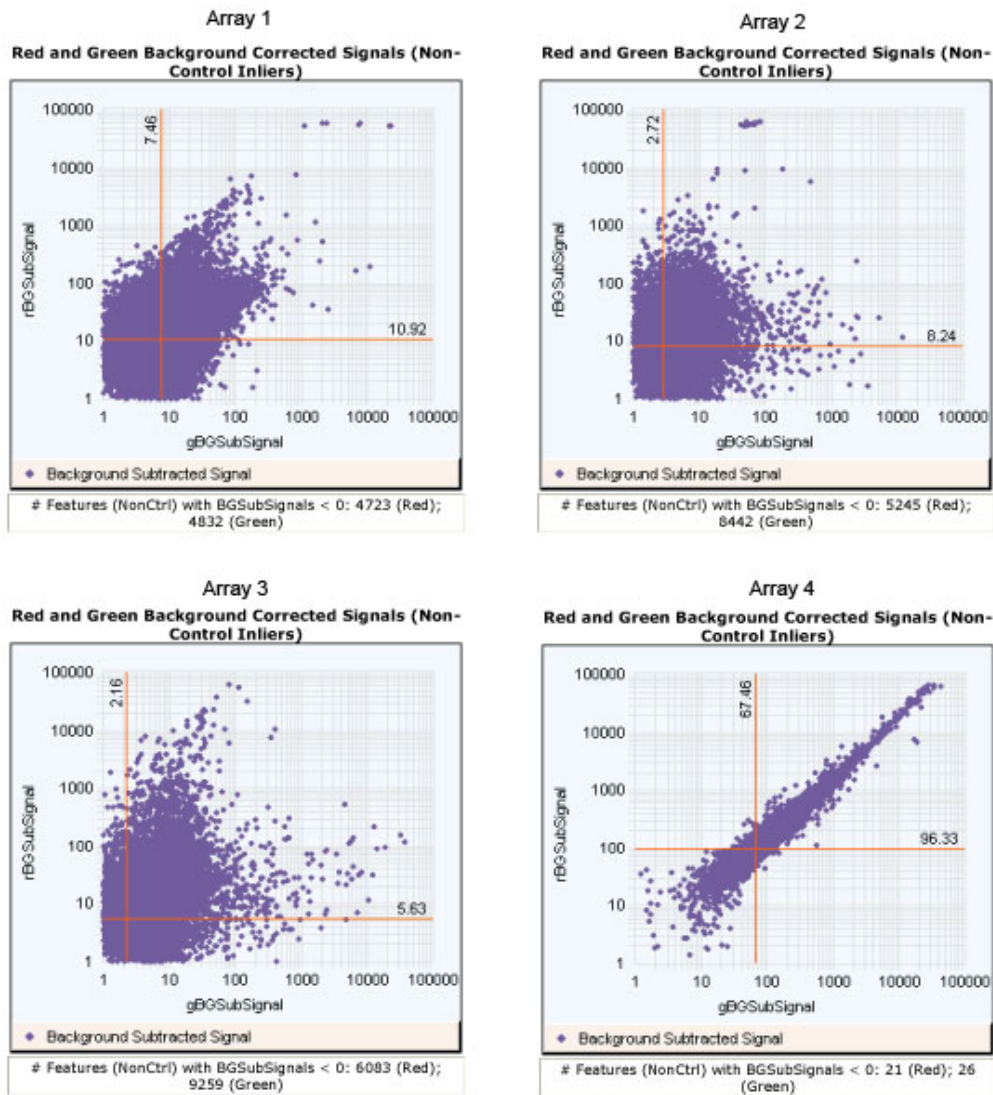 Array 1
Red and Green Background Corrected Signals (Non-
Control Inliers)
100000
10000
1000
100
10
1
rBGSubSignal
7.46
10.92
1
10
100
1000
10000
100000
gBGSubSignal
Background Subtracted Signal
# Features (NonCtrl) with BGSubSignals < 0: 4723 (Red);
4832 (Green)
Array 2
Red and Green Background Corrected Signals (Non-
Control Inliers)
100000
10000
1000
100
10
1
rBGSubSignal
2.72
8.24
1
10
100
1000
10000
100000
gBGSubSignal
Background Subtracted Signal
# Features (NonCtrl) with BGSubSignals < 0: 5245 (Red);
8442 (Green)
Array 3
Red and Green Background Corrected Signals (Non-
Control Inliers)
100000
10000
1000
100
10
1
rBGSubSignal
2.16
5.63
1
10
100
1000
10000
100000
gBGSubSignal
Background Subtracted Signal
# Features (NonCtrl) with BGSubSignals < 0: 6083 (Red);
9259 (Green)
Array 4
Red and Green Background Corrected Signals (Non-
Control Inliers)
100000
10000
1000
100
10
1
rBGSubSignal
67.46
96.33
1
10
100
1000
10000
100000
gBGSubSignal
Background Subtracted Signal
# Features (NonCtrl) with BGSubSignals < 0: 21 (Red); 26
(Green)